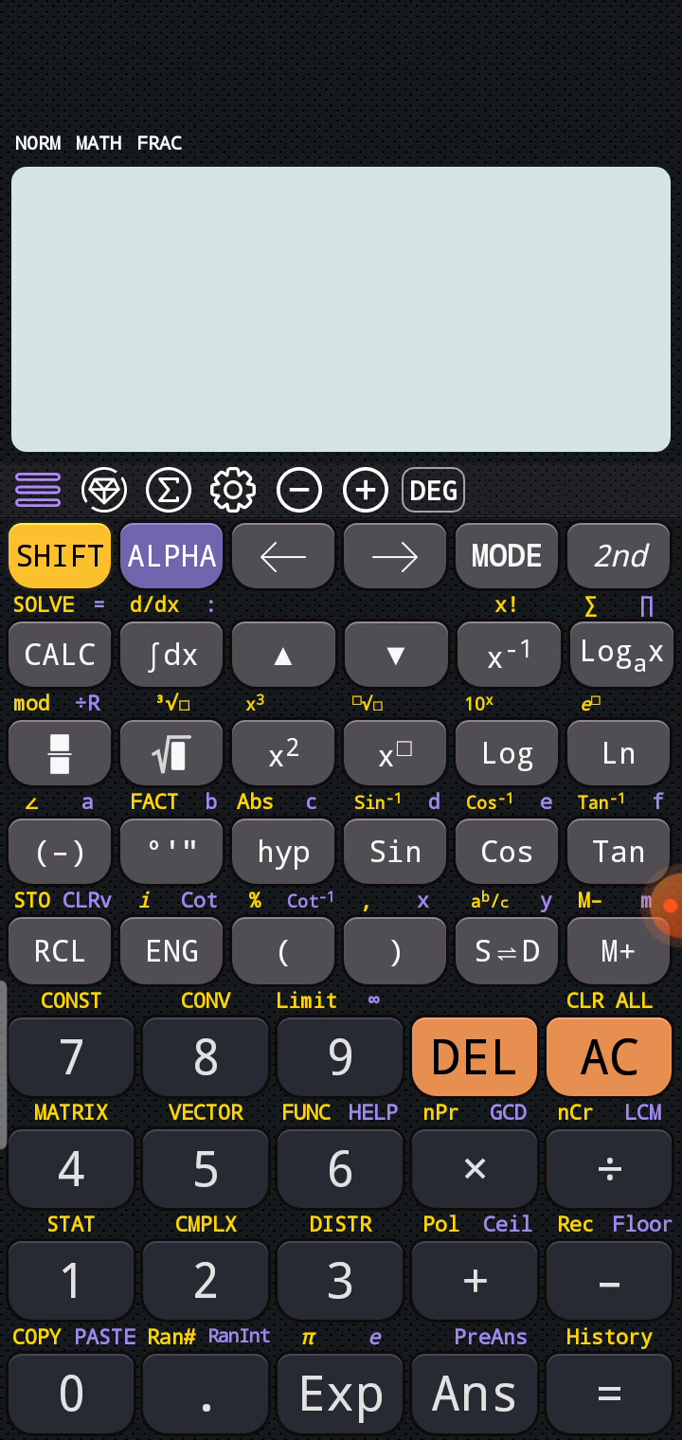 NORM MATH FRAC
DEG
SHIFT ALPHA ← → MODE 2nd
SOLVE = d/dx : x! ∑ ∏
CALC ∫dx ▲ ▼ x⁻¹ Logₐx
mod ÷R ³√□ x³ □√□ 10ˣ e□
√ x² x□ Log Ln
∠ a FACT b Abs c Sin⁻¹ d Cos⁻¹ e Tan⁻¹ f
(−) °'" hyp Sin Cos Tan
STO CLRv i Cot % Cot⁻¹ , x aᵇ/c y M− m
RCL ENG ( ) S⇌D M+
CONST CONV Limit ∞ CLR ALL
7 8 9 DEL AC
MATRIX VECTOR FUNC HELP nPr GCD nCr LCM
4 5 6 × ÷
STAT CMPLX DISTR Pol Ceil Rec Floor
1 2 3 + −
COPY PASTE Ran# RanInt π e PreAns History
0 . Exp Ans =